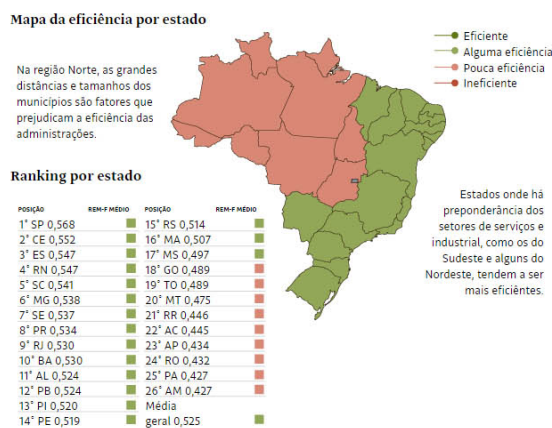 Mapa da eficiência por estado
Na região Norte, as grandes
distâncias e tamanhos dos
municípios são fatores que
prejudicam a eficiência das
administrações.
Eficiente
Alguma eficiência
Pouca eficiência
Ineficiente
Ranking por estado
POSIÇÃO REM-F MÉDIO POSIÇÃO REM-F MÉDIO
1° SP 0,568
2° CE 0,552
3° ES 0,547
4° RN 0,547
5° SC 0,541
6° MG 0,538
7° SE 0,537
8° PR 0,534
9° RJ 0,530
10° BA 0,530
11° AL 0,524
12° PB 0,524
13° PI 0,520
14° PE 0,519
15° RS 0,514
16° MA 0,507
17° MS 0,497
18° GO 0,489
19° TO 0,489
20° MT 0,475
21° RR 0,446
22° AC 0,445
23° AP 0,434
24° RO 0,432
25° PA 0,427
26° AM 0,427
Média
geral 0,525
Estados onde há
preponderância dos
setores de serviços e
industrial, como os do
Sudeste e alguns do
Nordeste, tendem a ser
mais eficiêntes.